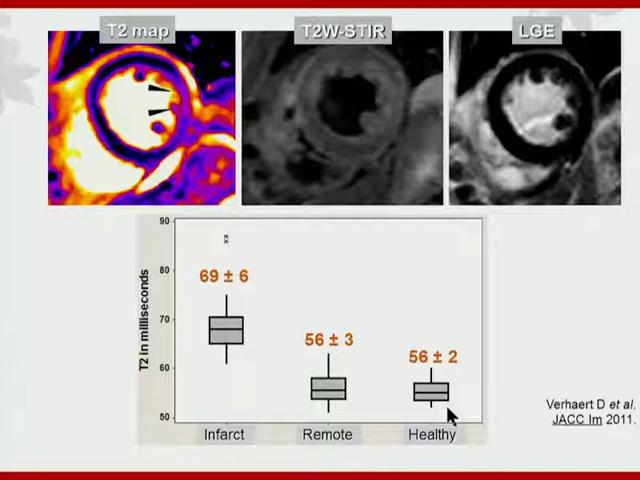 T2 map
T2W-STIR
LGE
90
80
70
60
50
T2 in milliseconds
69 ± 6
56 ± 3
56 ± 2
Infarct
Remote
Healthy
Verhaert D et al.
JACC Im 2011.